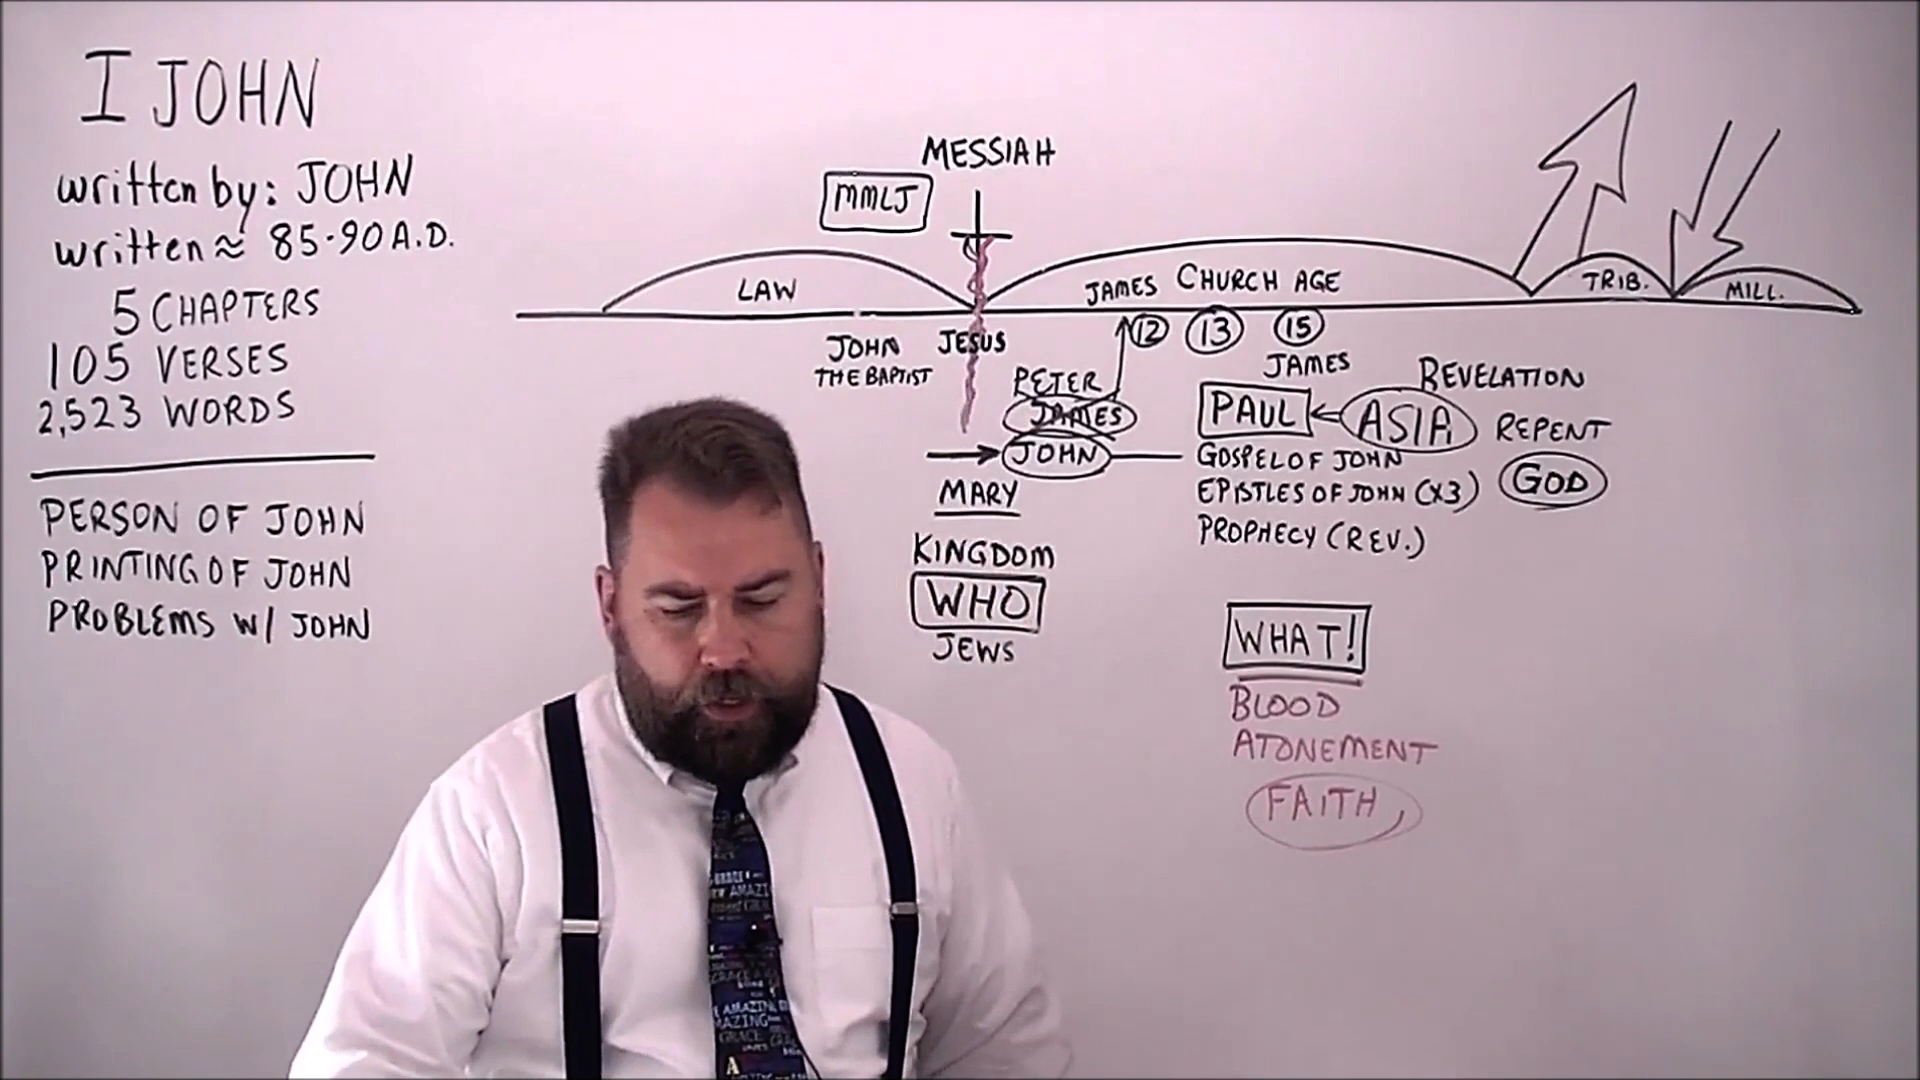 I JOHN
written by: JOHN
written ≈ 85-90 A.D.
5 CHAPTERS
105 VERSES
2,523 WORDS
PERSON OF JOHN
PRINTING OF JOHN
PROBLEMS W/ JOHN
MESSIAH
MMLJ
LAW
JAMES CHURCH AGE
TRIB.
MILL.
12 13 15
JOHN
THE BAPTIST
JESUS
PETER
JAMES
JOHN
MARY
KINGDOM
WHO
JEWS
JAMES
PAUL
ASIA
REVELATION
REPENT
GOD
GOSPEL OF JOHN
EPISTLES OF JOHN (X3)
PROPHECY (REV.)
WHAT!
BLOOD
ATONEMENT
FAITH
AMAZING
GRACE